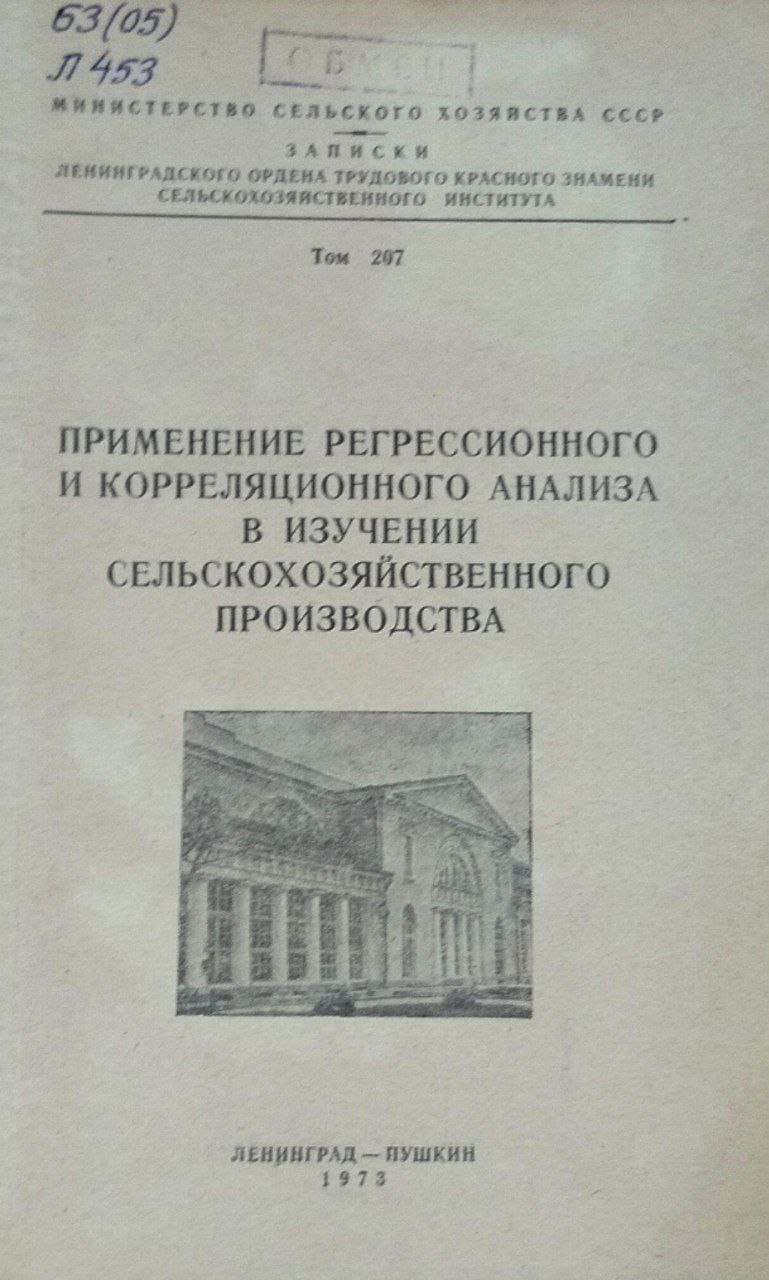 63(05)
Л 453
ОБМЕН
МИНИСТЕРСТВО СЕЛЬСКОГО ХОЗЯЙСТВА СССР
ЗАПИСКИ
ЛЕНИНГРАДСКОГО ОРДЕНА ТРУДОВОГО КРАСНОГО ЗНАМЕНИ
СЕЛЬСКОХОЗЯЙСТВЕННОГО ИНСТИТУТА
Том 207
ПРИМЕНЕНИЕ РЕГРЕССИОННОГО
И КОРРЕЛЯЦИОННОГО АНАЛИЗА
В ИЗУЧЕНИИ
СЕЛЬСКОХОЗЯЙСТВЕННОГО
ПРОИЗВОДСТВА
ЛЕНИНГРАД — ПУШКИН
1973